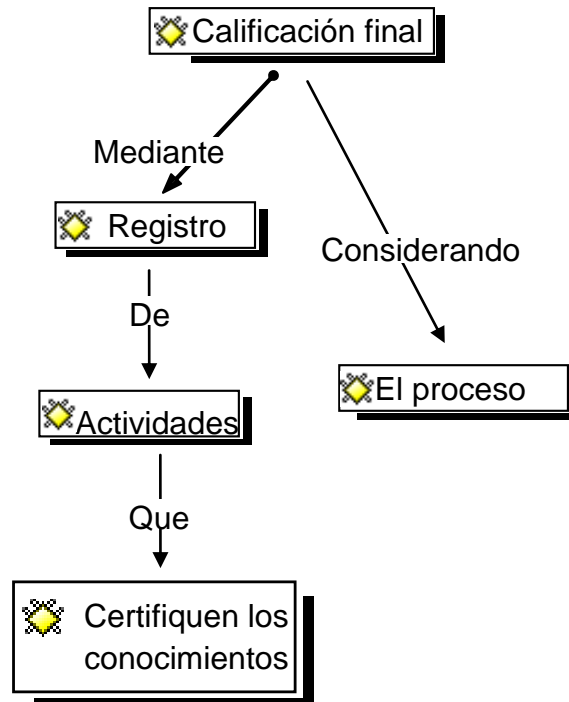 Calificación final
Mediante
Registro
Considerando
De
El proceso
Actividades
Que
Certifiquen los
conocimientos